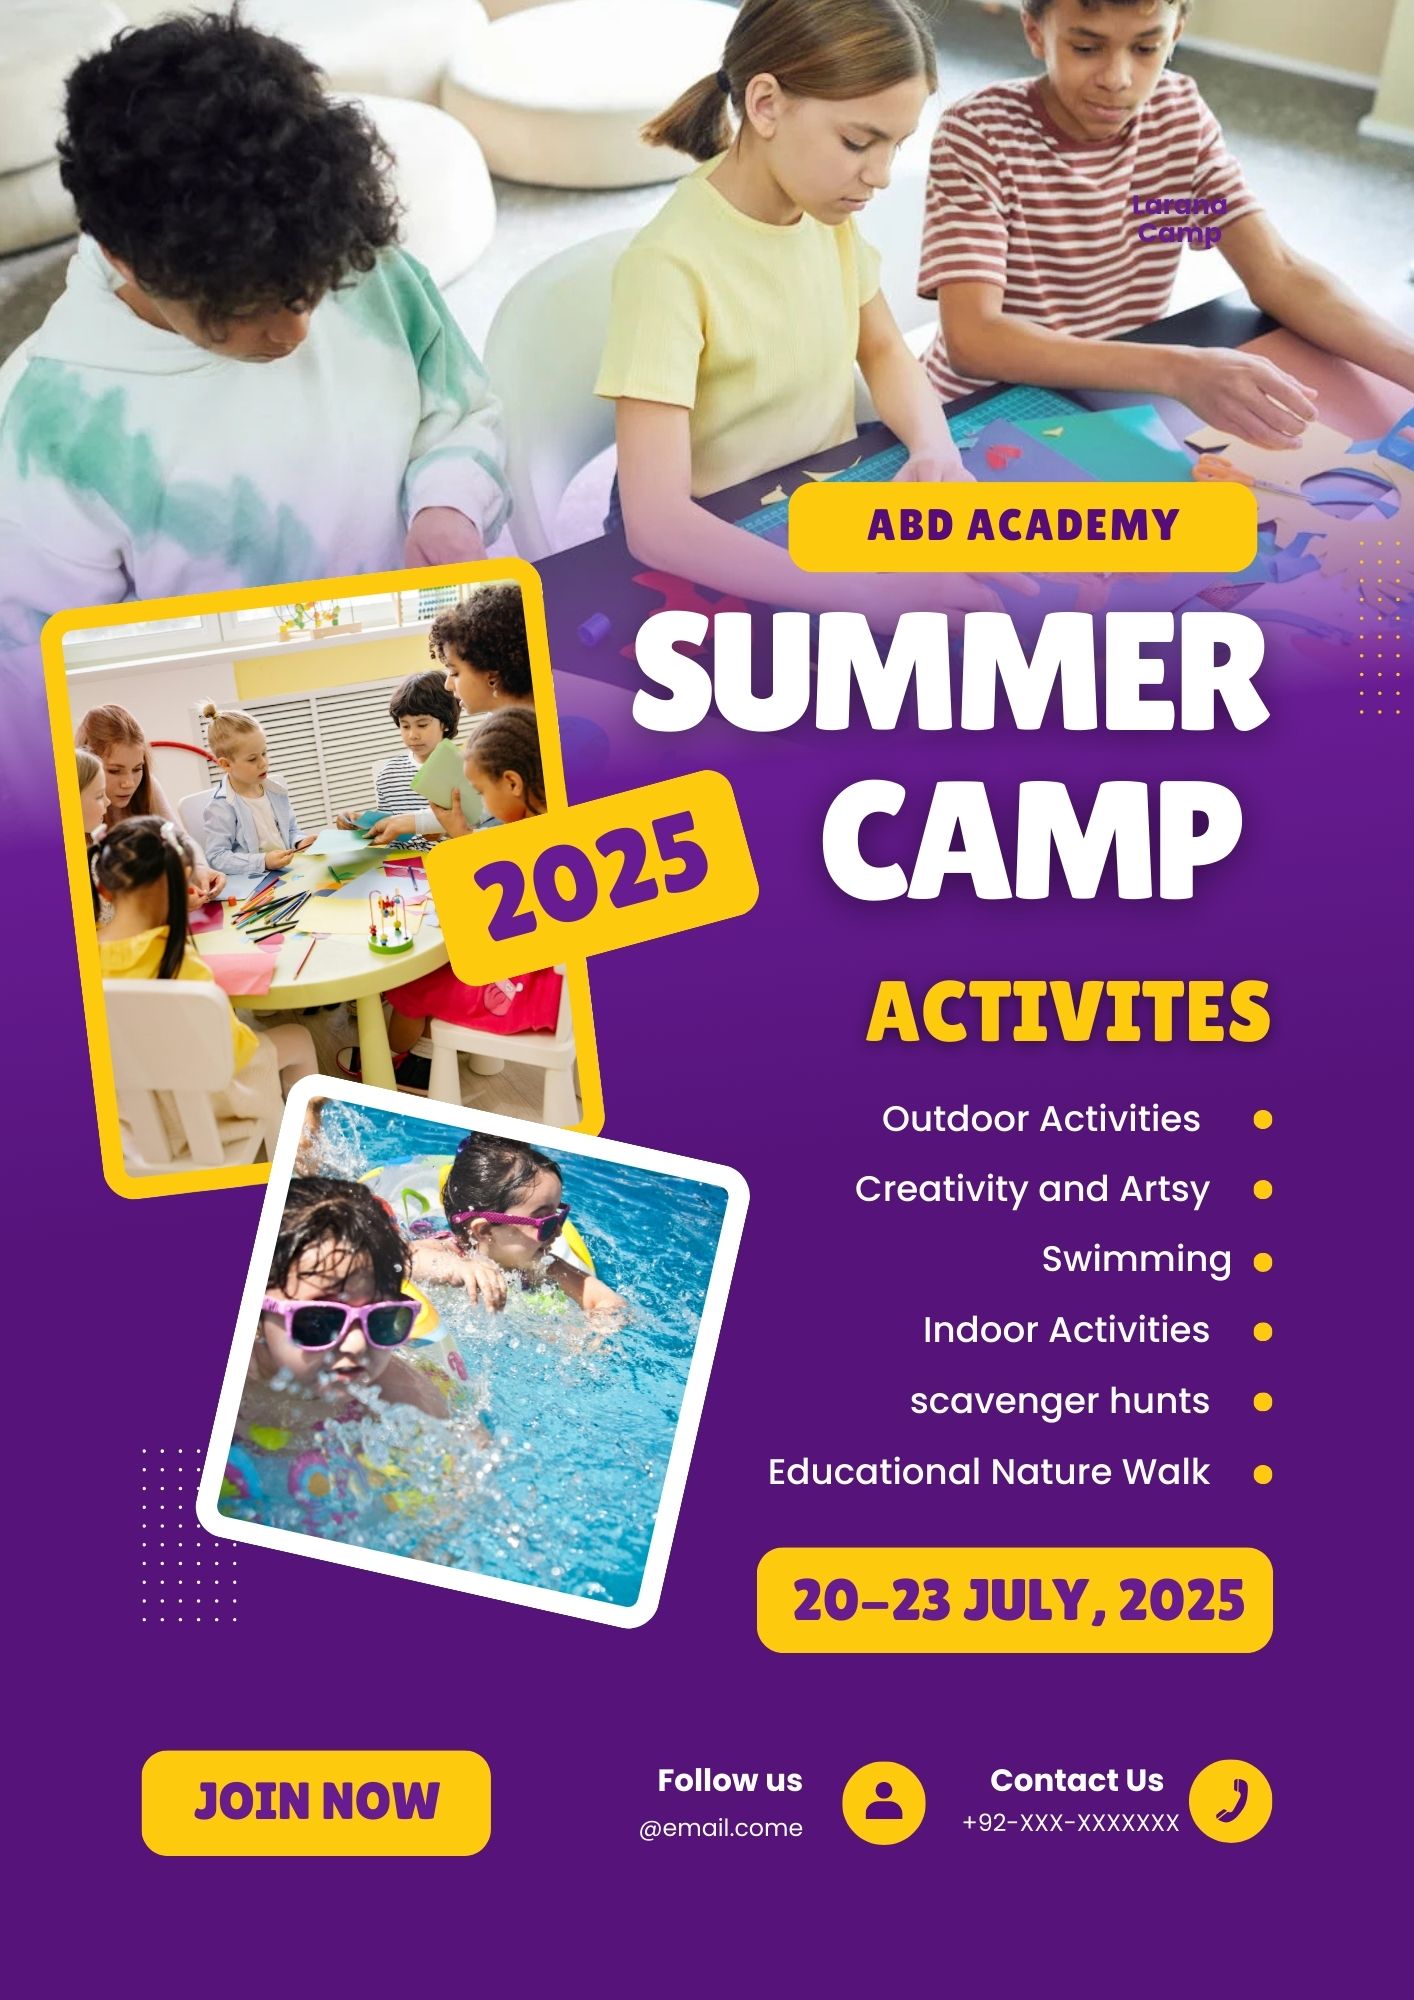 Larana
Camp
ABD ACADEMY
SUMMER
CAMP
2025
ACTIVITES
Outdoor Activities
Creativity and Artsy
Swimming
Indoor Activities
scavenger hunts
Educational Nature Walk
20-23 JULY, 2025
JOIN NOW
Follow us
@email.come
Contact Us
+92-XXX-XXXXXXX